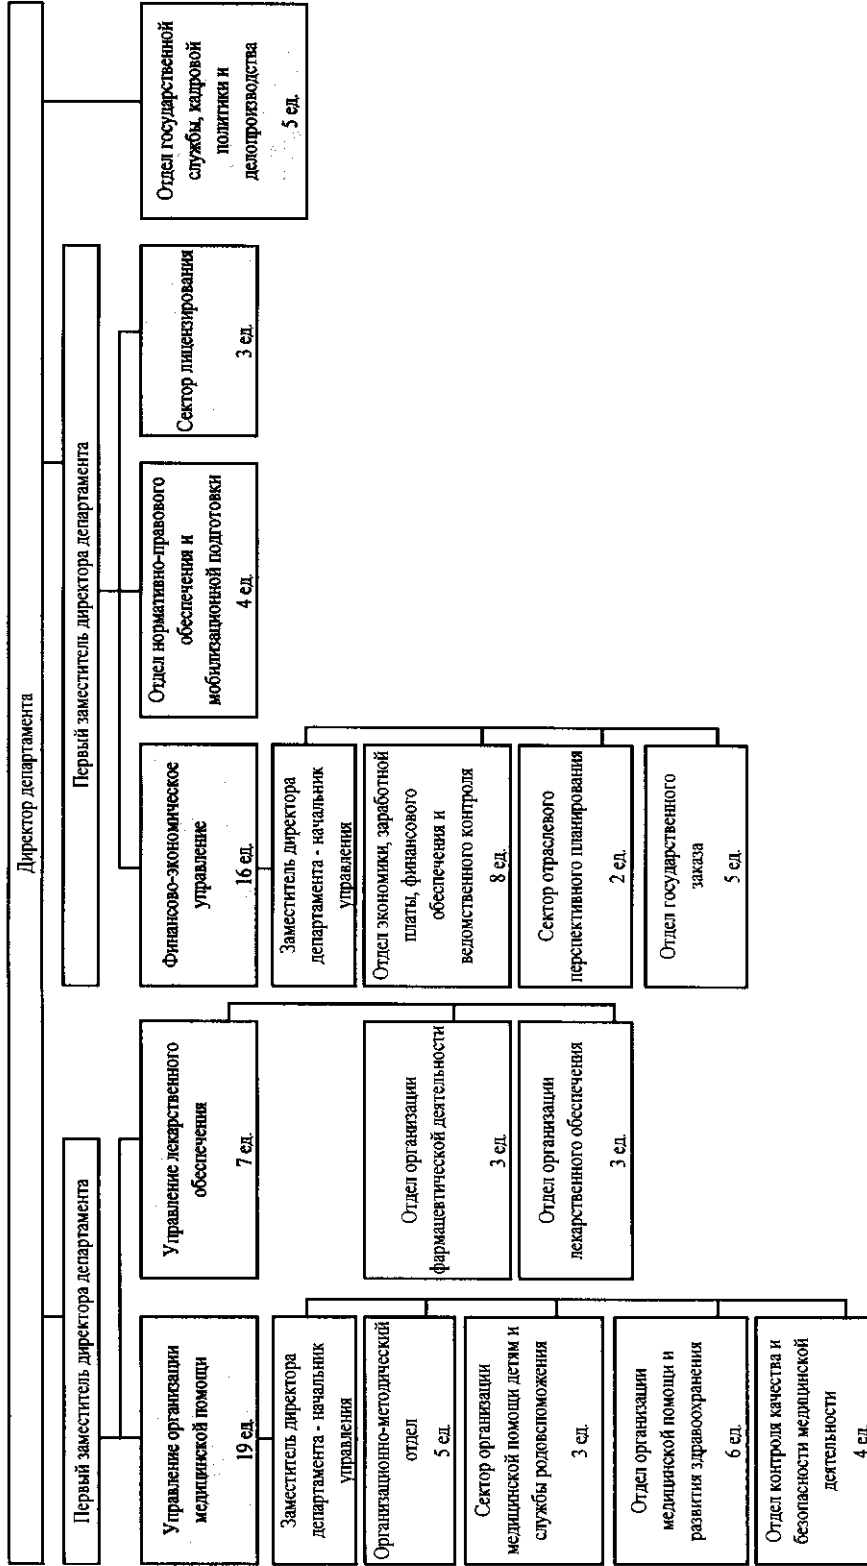 Директор департамента
Первый заместитель директора департамента
Управление организации
медицинской помощи
19 ед.
Заместитель директора
департамента - начальник
управления
Организационно-методический
отдел
5 ед.
Сектор организации
медицинской помощи детям и
службы родовспоможения
3 ед.
Отдел организации
медицинской помощи и
развития здравоохранения
6 ед.
Отдел контроля качества и
безопасности медицинской
деятельности
4 ед.
Управление лекарственного
обеспечения
7 ед.
Отдел организации
фармацевтической деятельности
3 ед.
Отдел организации
лекарственного обеспечения
3 ед.
Первый заместитель директора департамента
Финансово-экономическое
управление
16 ед.
Заместитель директора
департамента - начальник
управления
Отдел экономики, заработной
платы, финансового
обеспечения и
ведомственного контроля
8 ед.
Сектор отраслевого
перспективного планирования
2 ед.
Отдел государственного
заказа
5 ед.
Отдел нормативно-правового
обеспечения и
мобилизационной подготовки
4 ед.
Сектор лицензирования
3 ед.
Отдел государственной
службы, кадровой
политики и
делопроизводства
5 ед.